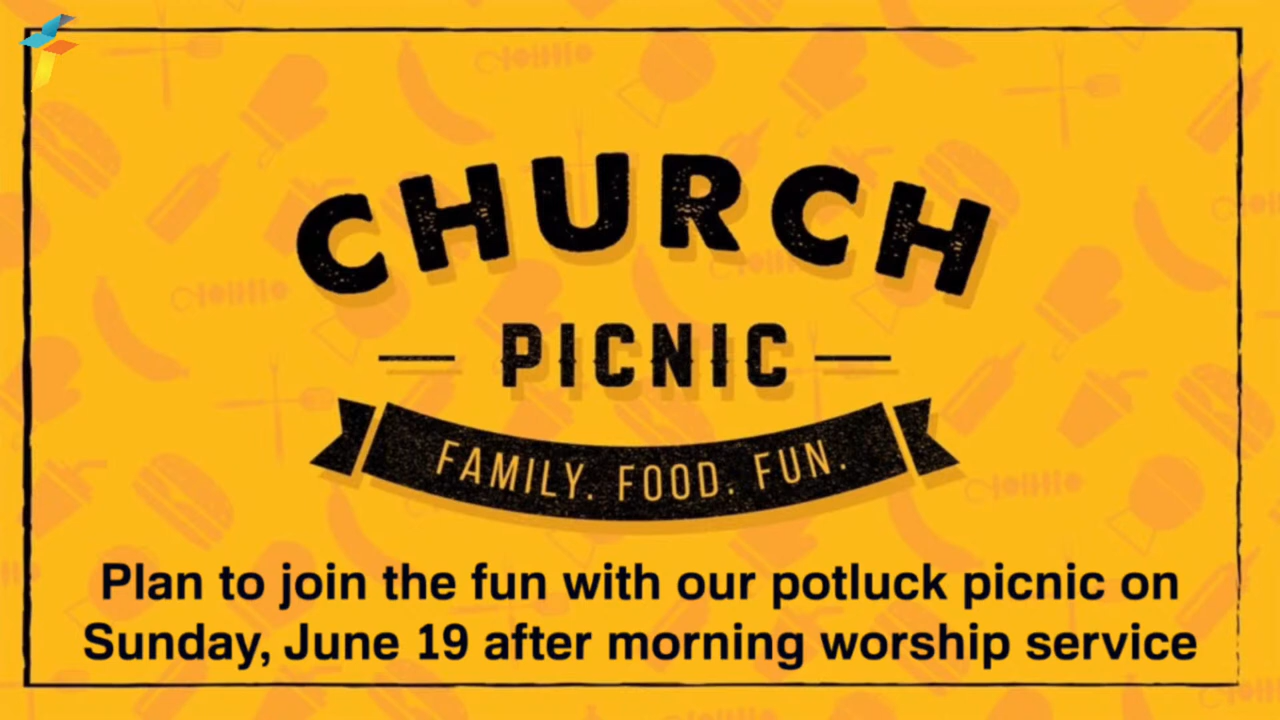 CHURCH
PICNIC
FAMILY. FOOD. FUN.
Plan to join the fun with our potluck picnic on
Sunday, June 19 after morning worship service